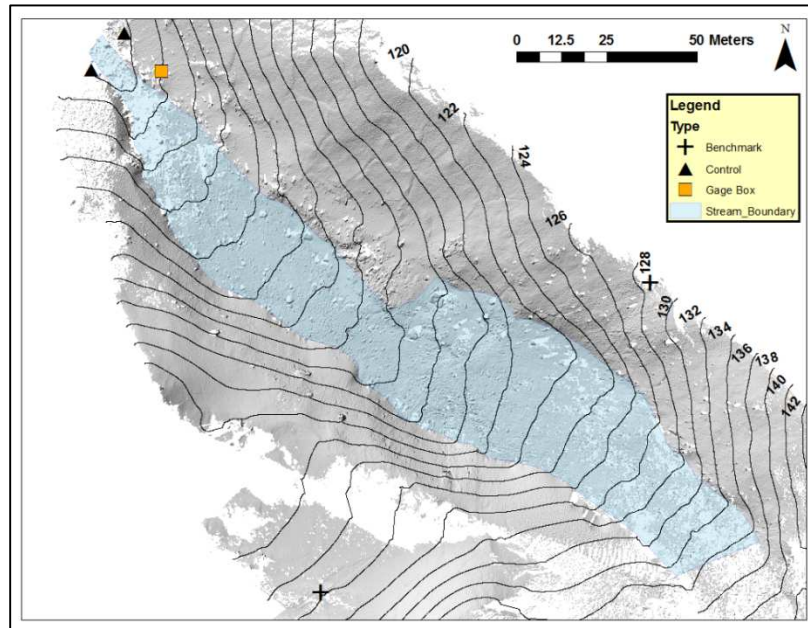 N
0 12.5 25 50 Meters
120
122
124
126
128
130
132
134
136
138
140
142
Legend
Type
Benchmark
Control
Gage Box
Stream_Boundary